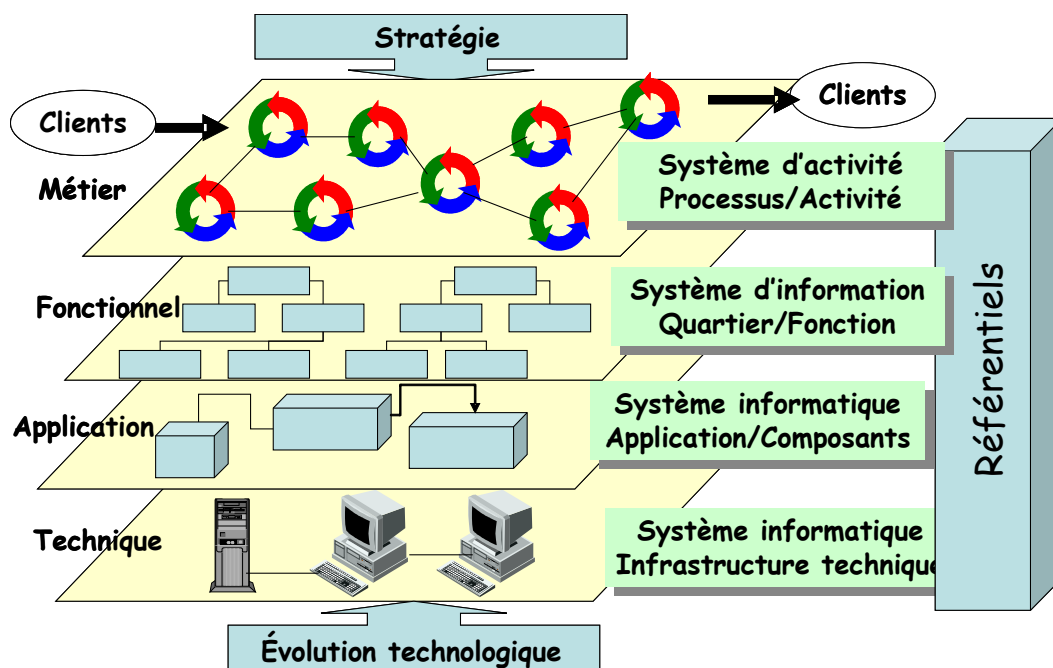 Stratégie
Clients
Clients
Métier
Système d'activité
Processus/Activité
Fonctionnel
Système d'information
Quartier/Fonction
Application
Système informatique
Application/Composants
Technique
Système informatique
Infrastructure technique
Référentiels
Évolution technologique